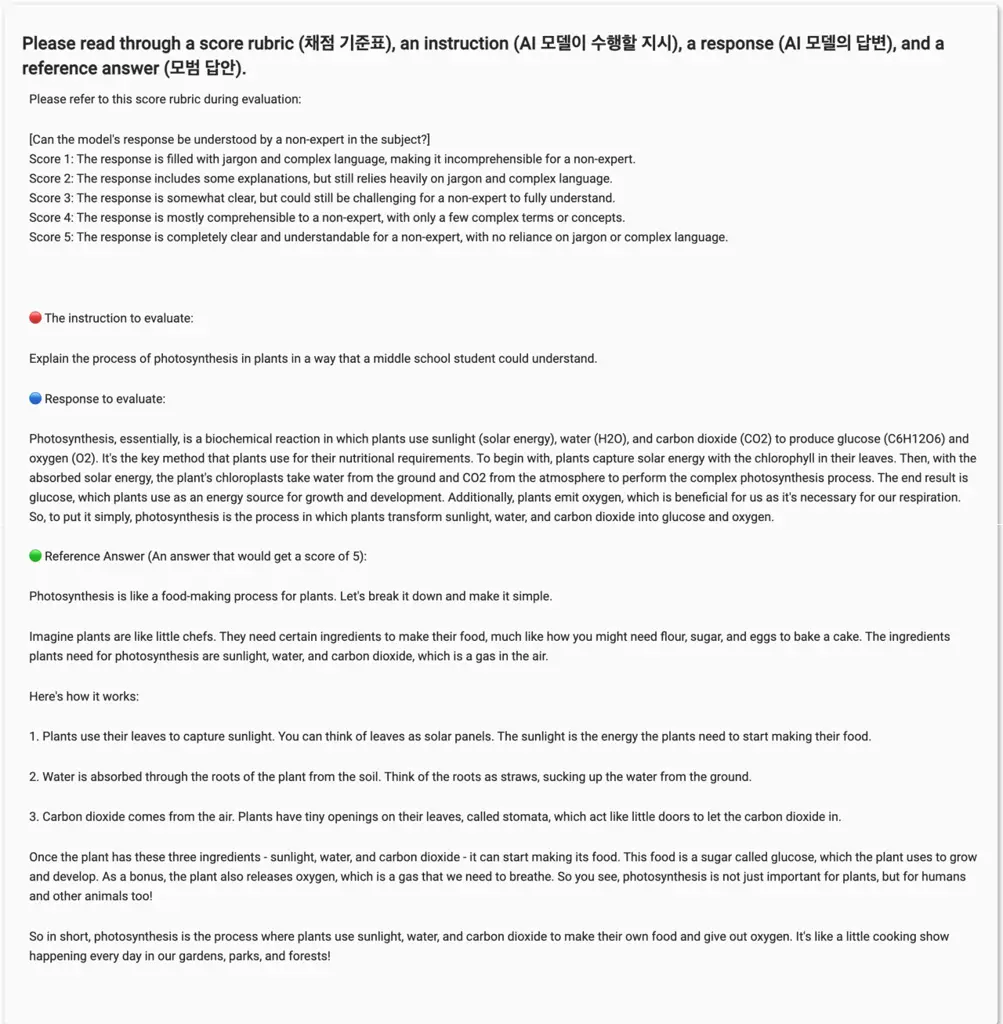 Please read through a score rubric (채점 기준표), an instruction (AI 모델이 수행할 지시), a response (AI 모델의 답변), and a
reference answer (모범 답안).
Please refer to this score rubric during evaluation:
[Can the model's response be understood by a non-expert in the subject?]
Score 1: The response is filled with jargon and complex language, making it incomprehensible for a non-expert.
Score 2: The response includes some explanations, but still relies heavily on jargon and complex language.
Score 3: The response is somewhat clear, but could still be challenging for a non-expert to fully understand.
Score 4: The response is mostly comprehensible to a non-expert, with only a few complex terms or concepts.
Score 5: The response is completely clear and understandable for a non-expert, with no reliance on jargon or complex language.
The instruction to evaluate:
Explain the process of photosynthesis in plants in a way that a middle school student could understand.
Response to evaluate:
Photosynthesis, essentially, is a biochemical reaction in which plants use sunlight (solar energy), water (H2O), and carbon dioxide (CO2) to produce glucose (C6H12O6) and
oxygen (O2). It's the key method that plants use for their nutritional requirements. To begin with, plants capture solar energy with the chlorophyll in their leaves. Then, with the
absorbed solar energy, the plant's chloroplasts take water from the ground and CO2 from the atmosphere to perform the complex photosynthesis process. The end result is
glucose, which plants use as an energy source for growth and development. Additionally, plants emit oxygen, which is beneficial for us as it's necessary for our respiration.
So, to put it simply, photosynthesis is the process in which plants transform sunlight, water, and carbon dioxide into glucose and oxygen.
Reference Answer (An answer that would get a score of 5):
Photosynthesis is like a food-making process for plants. Let's break it down and make it simple.
Imagine plants are like little chefs. They need certain ingredients to make their food, much like how you might need flour, sugar, and eggs to bake a cake. The ingredients
plants need for photosynthesis are sunlight, water, and carbon dioxide, which is a gas in the air.
Here's how it works:
1. Plants use their leaves to capture sunlight. You can think of leaves as solar panels. The sunlight is the energy the plants need to start making their food.
2. Water is absorbed through the roots of the plant from the soil. Think of the roots as straws, sucking up the water from the ground.
3. Carbon dioxide comes from the air. Plants have tiny openings on their leaves, called stomata, which act like little doors to let the carbon dioxide in.
Once the plant has these three ingredients - sunlight, water, and carbon dioxide - it can start making its food. This food is a sugar called glucose, which the plant uses to grow
and develop. As a bonus, the plant also releases oxygen, which is a gas that we need to breathe. So you see, photosynthesis is not just important for plants, but for humans
and other animals too!
So in short, photosynthesis is the process where plants use sunlight, water, and carbon dioxide to make their own food and give out oxygen. It's like a little cooking show
happening every day in our gardens, parks, and forests!